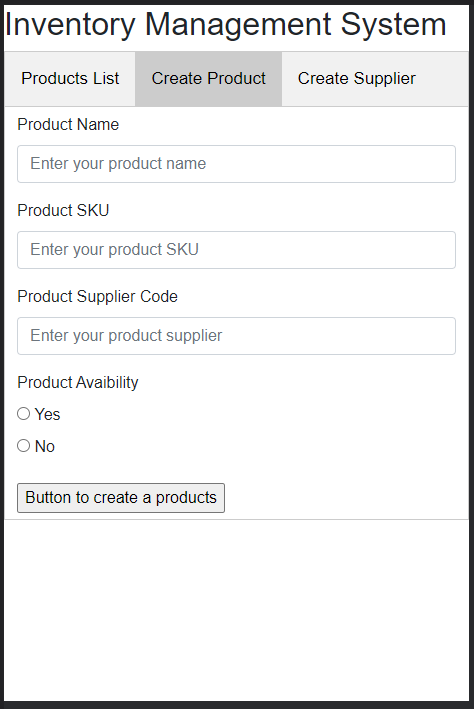 Inventory Management System
Products List Create Product Create Supplier
Product Name
Enter your product name
Product SKU
Enter your product SKU
Product Supplier Code
Enter your product supplier
Product Avaibility
Yes
No
Button to create a products